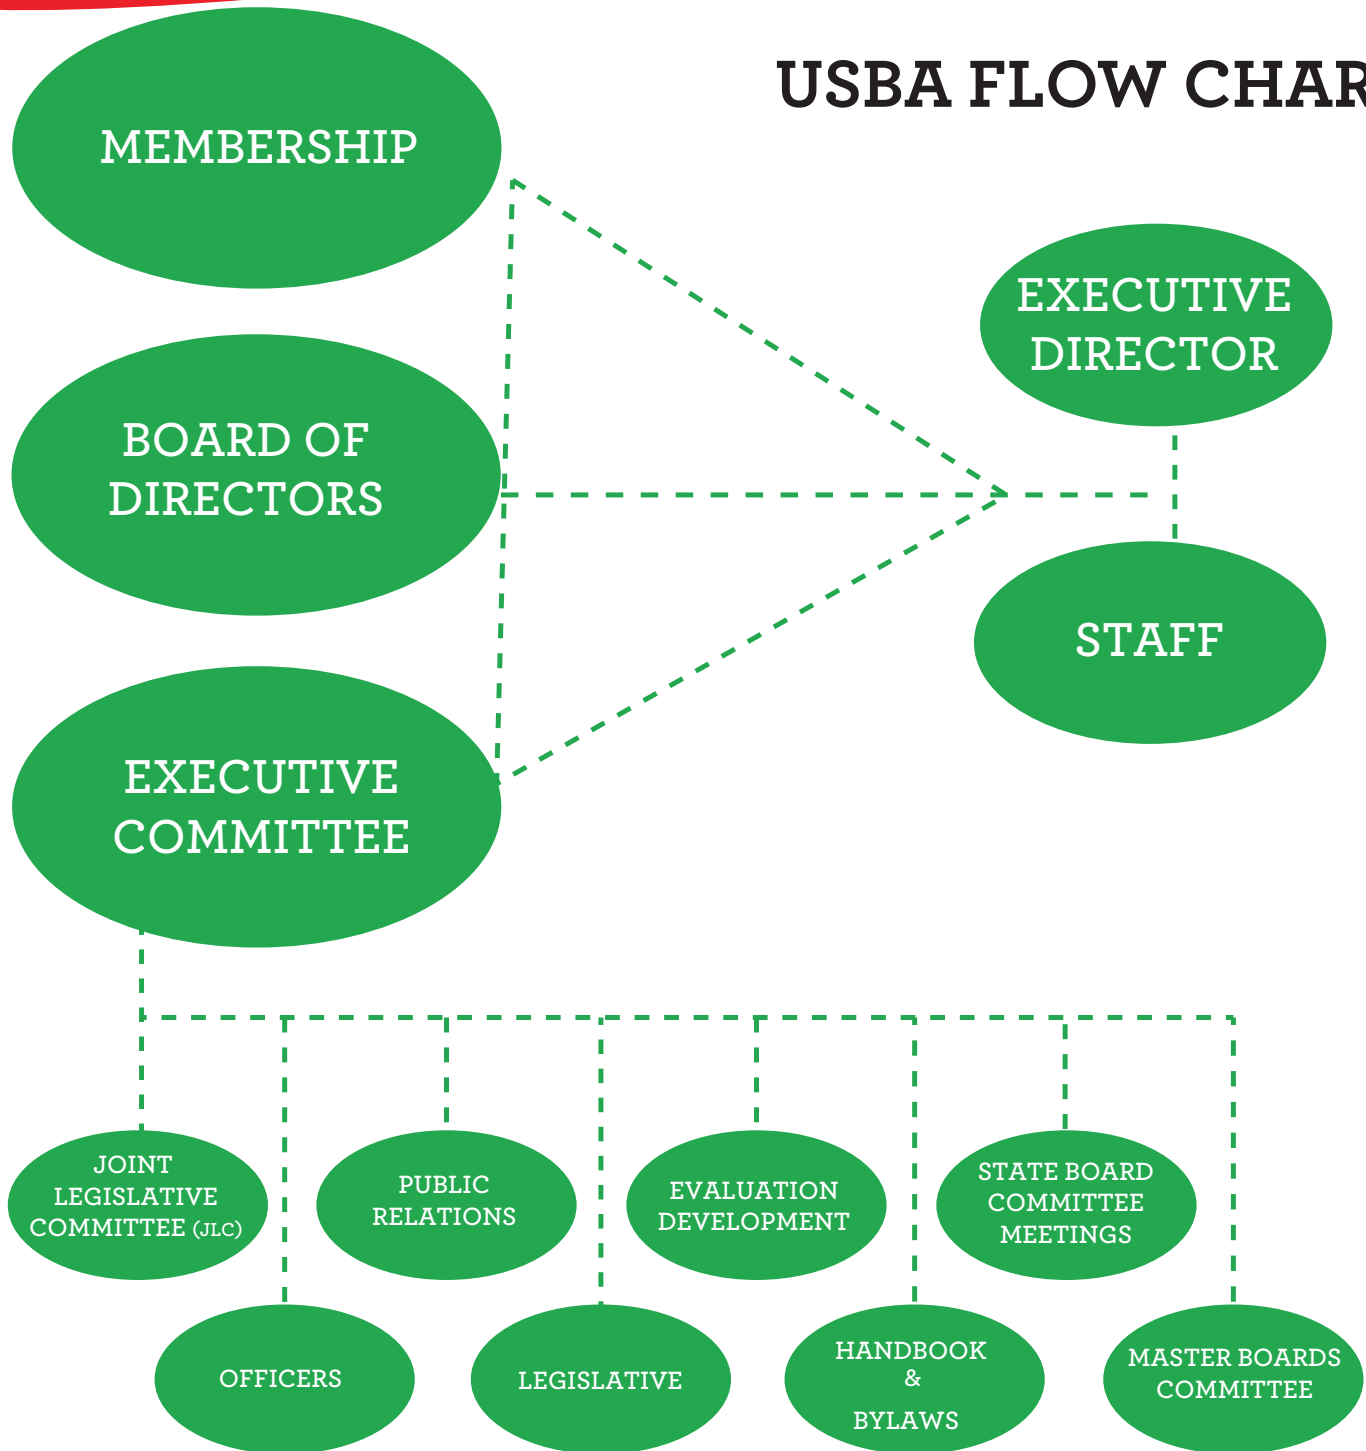 USBA FLOW CHAR
MEMBERSHIP
EXECUTIVE
DIRECTOR
BOARD OF
DIRECTORS
STAFF
EXECUTIVE
COMMITTEE
JOINT
LEGISLATIVE
COMMITTEE (JLC)
PUBLIC
RELATIONS
EVALUATION
DEVELOPMENT
STATE BOARD
COMMITTEE
MEETINGS
OFFICERS
LEGISLATIVE
HANDBOOK
&
BYLAWS
MASTER BOARDS
COMMITTEE